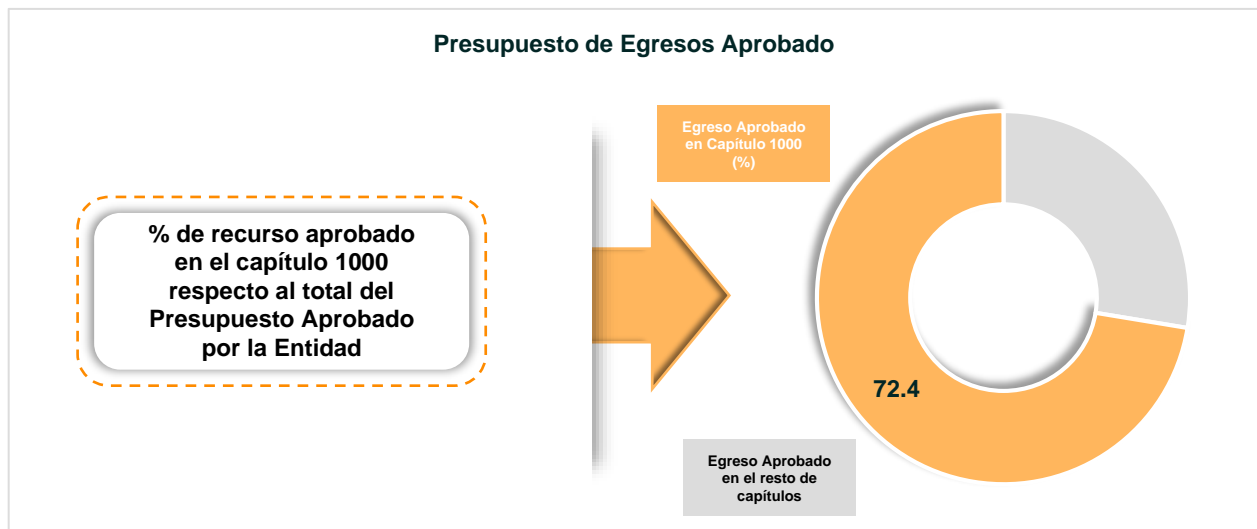 Presupuesto de Egresos Aprobado
Egreso Aprobado
en Capítulo 1000
(%)
% de recurso aprobado
en el capítulo 1000
respecto al total del
Presupuesto Aprobado
por la Entidad
72.4
Egreso Aprobado
en el resto de
capítulos